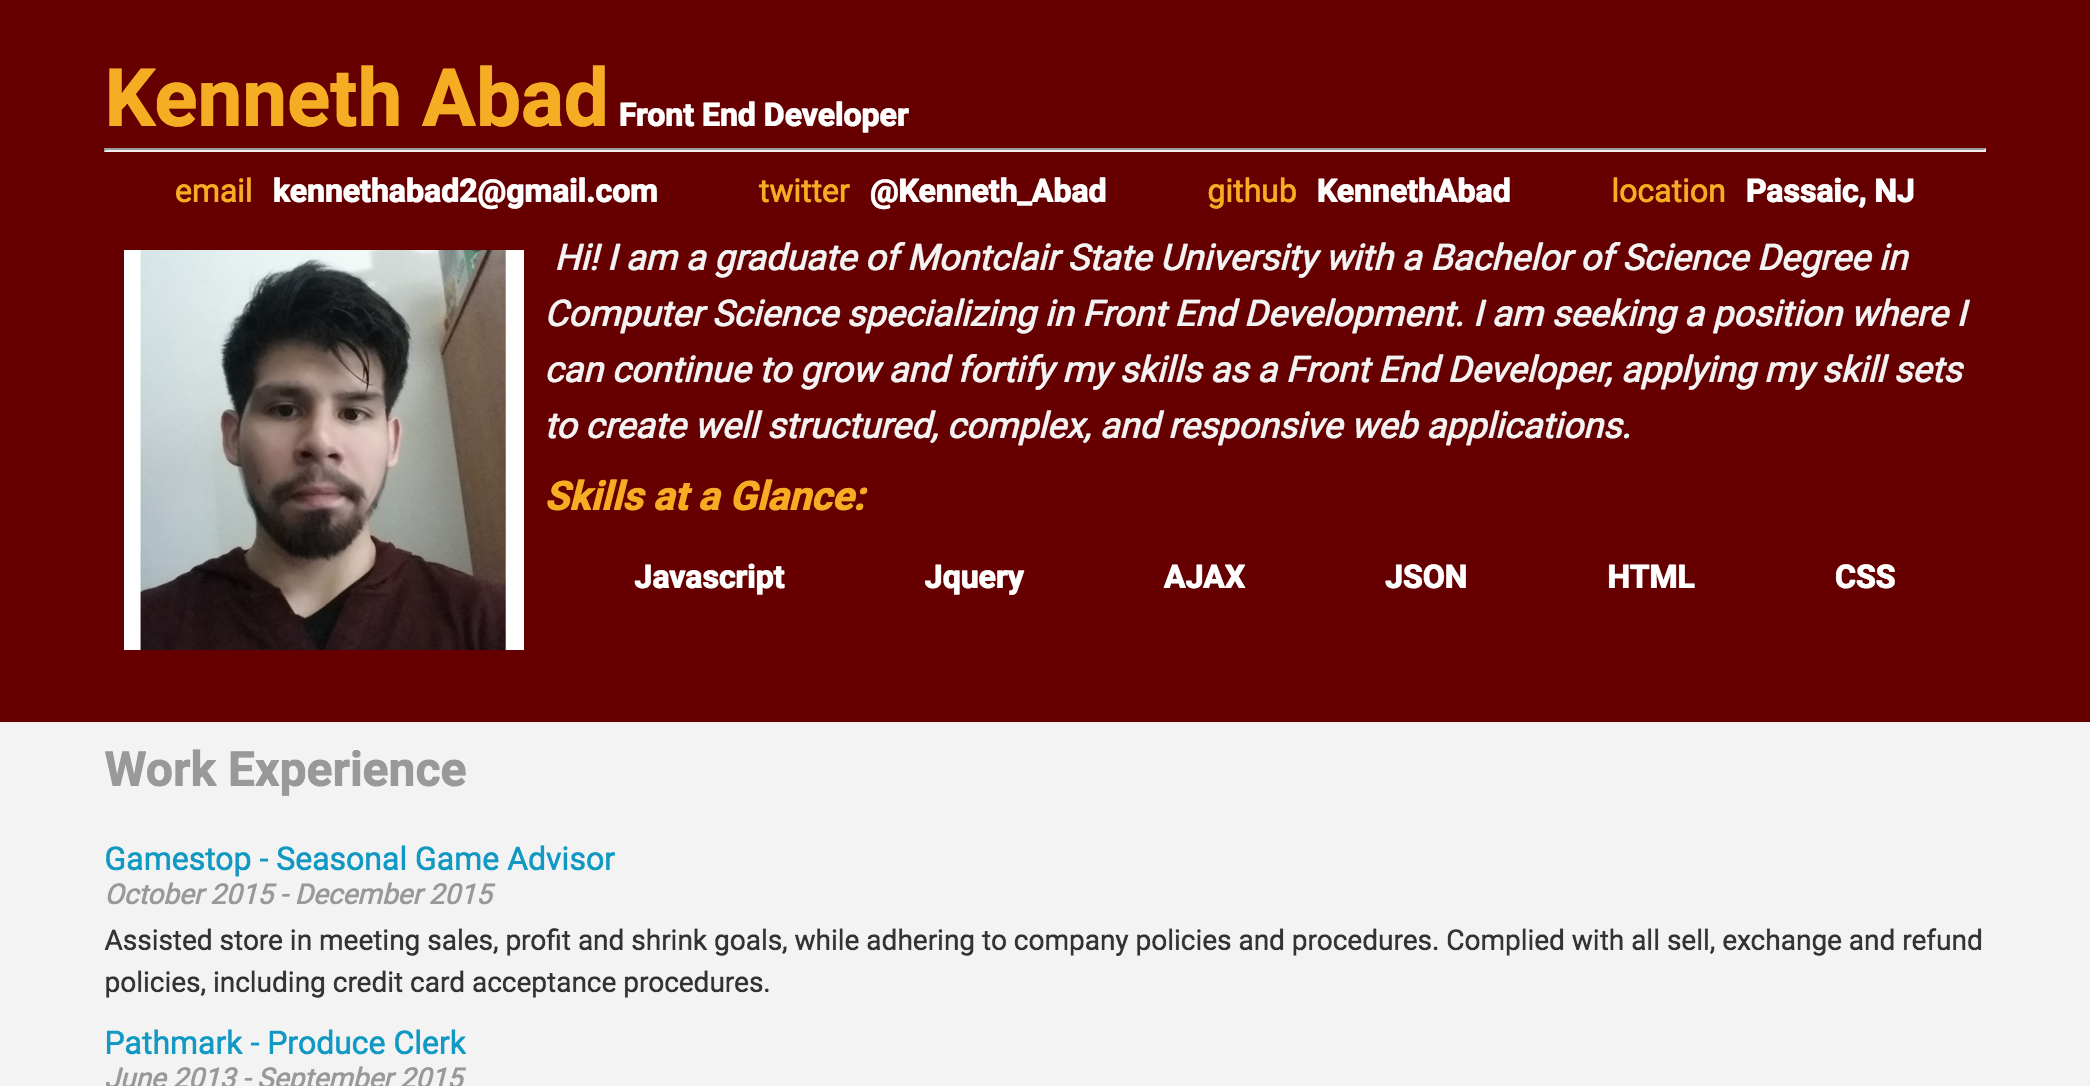 Kenneth Abad Front End Developer
email kennethabad2@gmail.com twitter @Kenneth_Abad github KennethAbad location Passaic, NJ
Hi! I am a graduate of Montclair State University with a Bachelor of Science Degree in
Computer Science specializing in Front End Development. I am seeking a position where I
can continue to grow and fortify my skills as a Front End Developer, applying my skill sets
to create well structured, complex, and responsive web applications.
Skills at a Glance:
Javascript Jquery AJAX JSON HTML CSS
Work Experience
Gamestop - Seasonal Game Advisor
October 2015 - December 2015
Assisted store in meeting sales, profit and shrink goals, while adhering to company policies and procedures. Complied with all sell, exchange and refund
policies, including credit card acceptance procedures.
Pathmark - Produce Clerk
June 2013 - September 2015